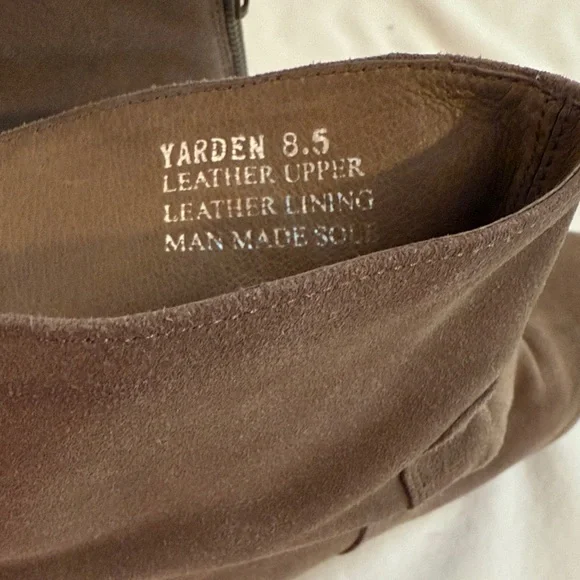 YARDEN 8.5
LEATHER UPPER
LEATHER LINING
MAN MADE SOLE